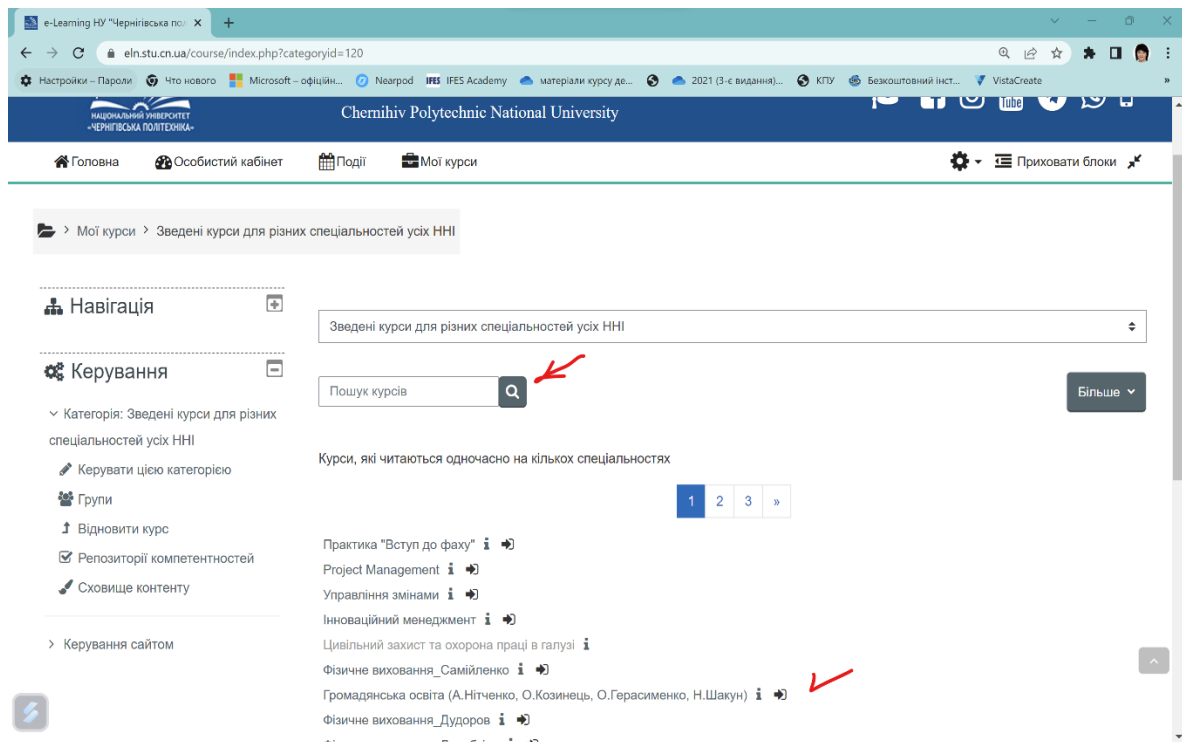 e-Learning НУ "Чернігівська пол
eln.stu.cn.ua/course/index.php?categoryid=120
Настройки – Пароли Что нового Microsoft – офіційн... Nearpod IFES IFES Academy матеріали курсу де... 2021 (3-є видання)... КПУ Безкоштовний інст... VistaCreate »
НАЦІОНАЛЬНИЙ УНІВЕРСИТЕТ
«ЧЕРНІГІВСЬКА ПОЛІТЕХНІКА»
Chernihiv Polytechnic National University
Tube
Головна Особистий кабінет Події Мої курси Приховати блоки
> Мої курси > Зведені курси для різних спеціальностей усіх ННІ
Навігація
Керування
Категорія: Зведені курси для різних
спеціальностей усіх ННІ
Керувати цією категорією
Групи
Відновити курс
Репозиторії компетентностей
Сховище контенту
> Керування сайтом
Зведені курси для різних спеціальностей усіх ННІ
Пошук курсів
Більше
Курси, які читаються одночасно на кількох спеціальностях
1 2 3 »
Практика "Вступ до фаху"
Project Management
Управління змінами
Інноваційний менеджмент
Цивільний захист та охорона праці в галузі
Фізичне виховання_Самійленко
Громадянська освіта (А.Нітченко, О.Козинець, О.Герасименко, Н.Шакун)
Фізичне виховання_Дудоров